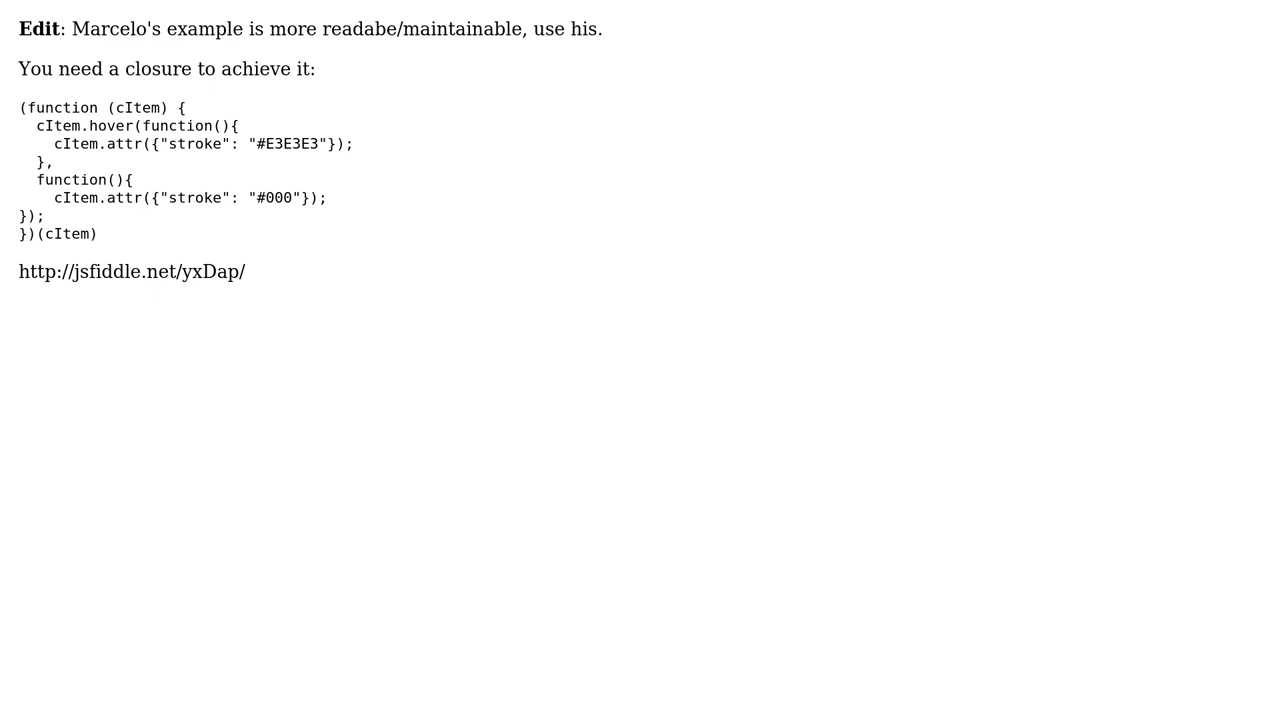 Edit: Marcelo's example is more readabe/maintainable, use his.
You need a closure to achieve it:
(function (cItem) {
  cItem.hover(function(){
    cItem.attr({"stroke": "#E3E3E3"});
  },
  function(){
    cItem.attr({"stroke": "#000"});
});
})(cItem)
http://jsfiddle.net/yxDap/